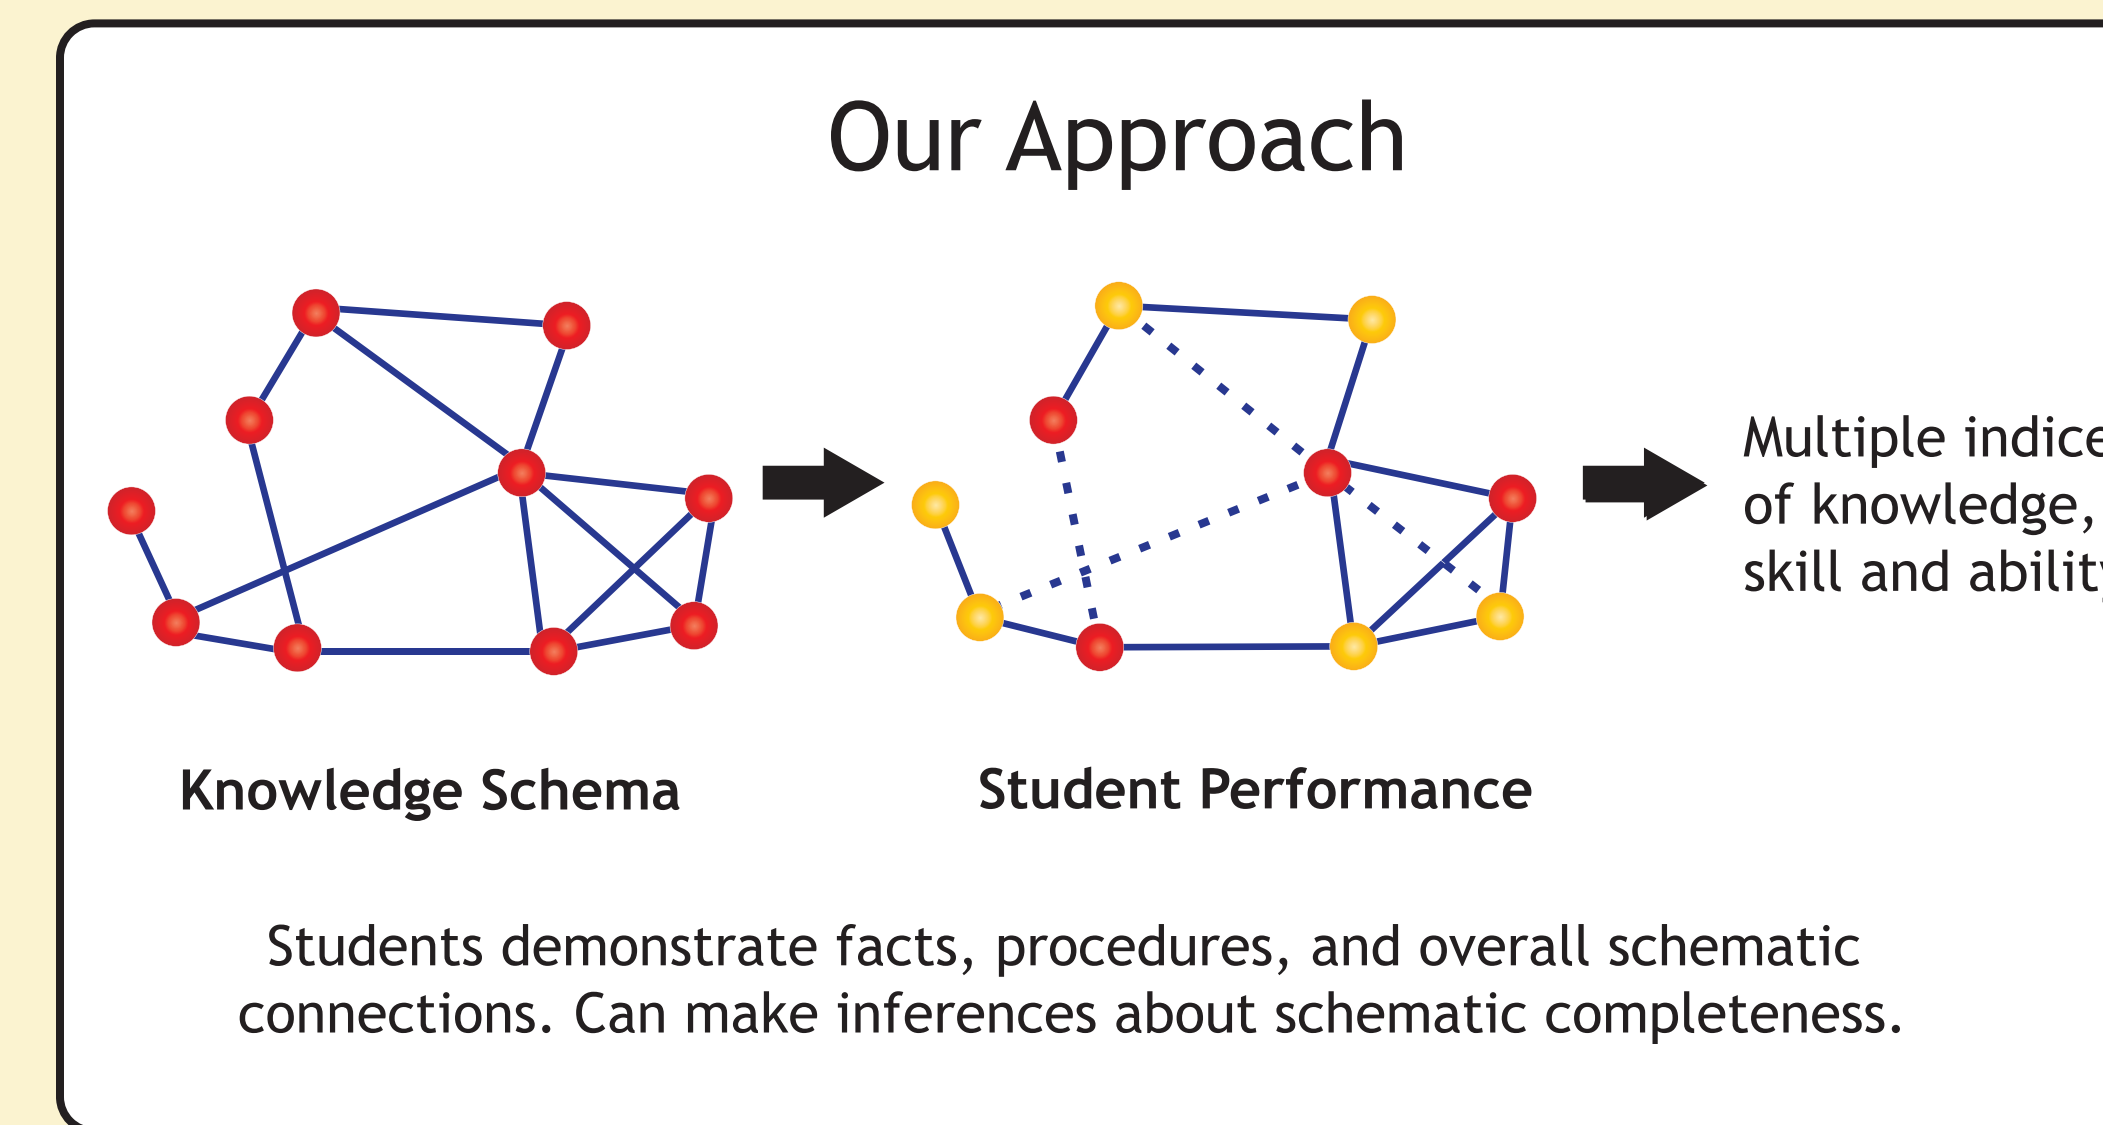 Our Approach
Multiple indice
of knowledge,
skill and ability
Knowledge Schema
Student Performance
Students demonstrate facts, procedures, and overall schematic
connections. Can make inferences about schematic completeness.